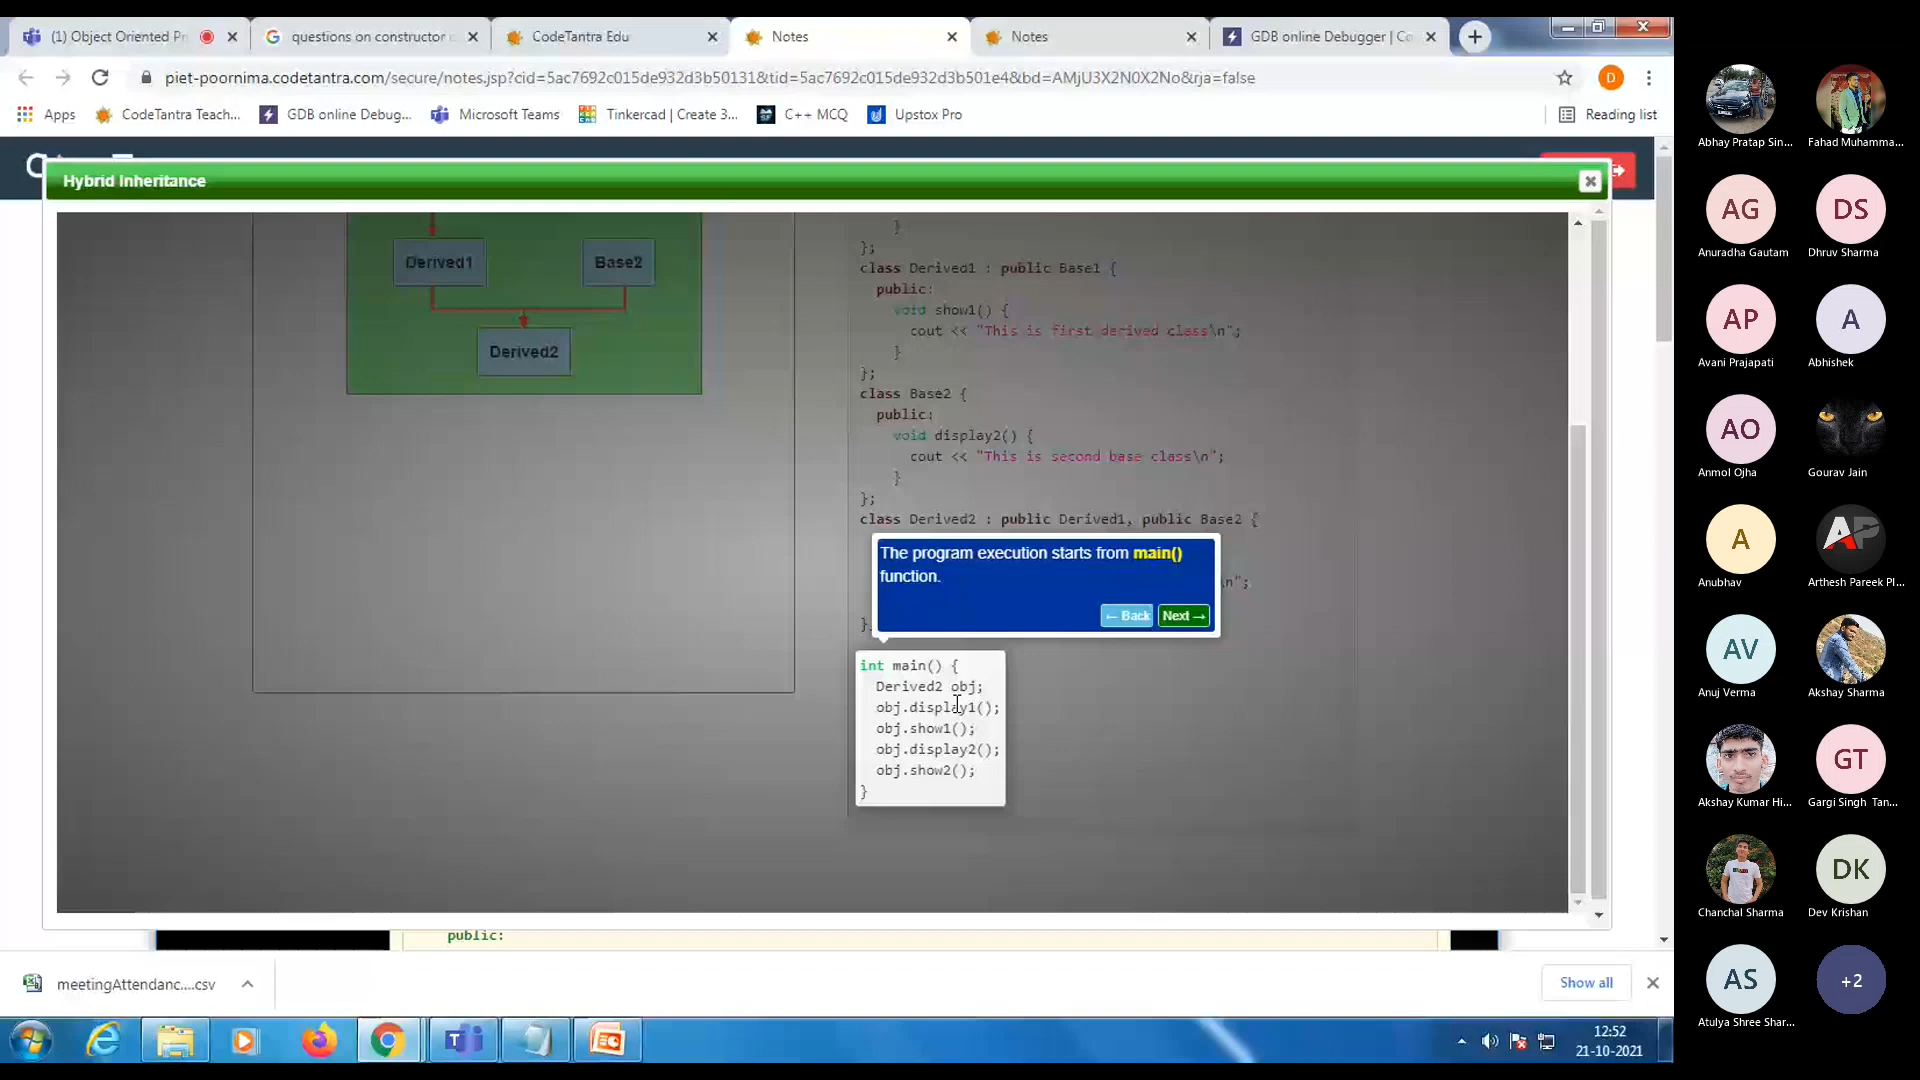 (1) Object Oriented Pr
questions on constructor c
CodeTantra Edu
Notes
Notes
GDB online Debugger | Co
piet-poornima.codetantra.com/secure/notes.jsp?cid=5ac7692c015de932d3b50131&tid=5ac7692c015de932d3b501e4&bd=AMjU3X2N0X2No&rja=false
D
Apps
CodeTantra Teach...
GDB online Debug...
Microsoft Teams
Tinkercad | Create 3...
C++ MCQ
Upstox Pro
Reading list
Hybrid Inheritance
Derived1
Base2
Derived2
}
};
class Derived1 : public Base1 {
public:
void show1() {
cout << "This is first derived class\n";
}
};
class Base2 {
public:
void display2() {
cout << "This is second base class\n";
}
};
class Derived2 : public Derived1, public Base2 {
\n";
};
The program execution starts from main()
function.
← Back
Next →
int main() {
Derived2 obj;
obj.display1();
obj.show1();
obj.display2();
obj.show2();
}
public:
meetingAttendanc....csv
Show all
12:52
21-10-2021
Abhay Pratap Sin...
Fahad Muhamma...
AG
Anuradha Gautam
DS
Dhruv Sharma
AP
Avani Prajapati
A
Abhishek
AO
Anmol Ojha
Gourav Jain
A
Anubhav
AP
Arthesh Pareek PI...
AV
Anuj Verma
Akshay Sharma
Akshay Kumar Hi...
GT
Gargi Singh Tan...
Chanchal Sharma
DK
Dev Krishan
AS
Atulya Shree Shar...
+2